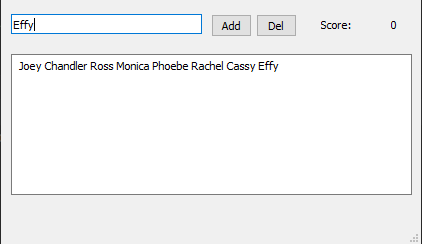 Effy Add Del Score: 0
Joey Chandler Ross Monica Phoebe Rachel Cassy Effy